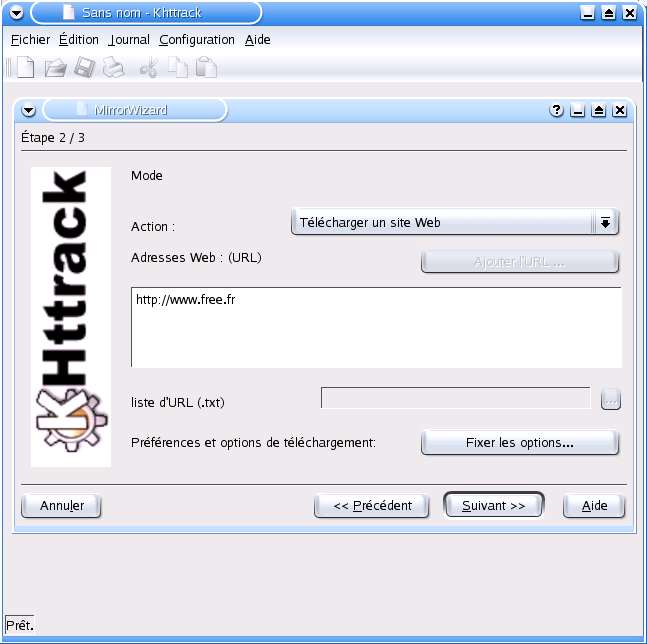 Sans nom - Khttrack
Fichier Édition Journal Configuration Aide
MirrorWizard
Étape 2 / 3
KHttrack
Mode
Action :
Télécharger un site Web
Adresses Web : (URL)
Ajouter l'URL ...
http://www.free.fr
liste d'URL (.txt)
...
Préférences et options de téléchargement:
Fixer les options...
Annuler
<< Précédent
Suivant >>
Aide
Prêt.